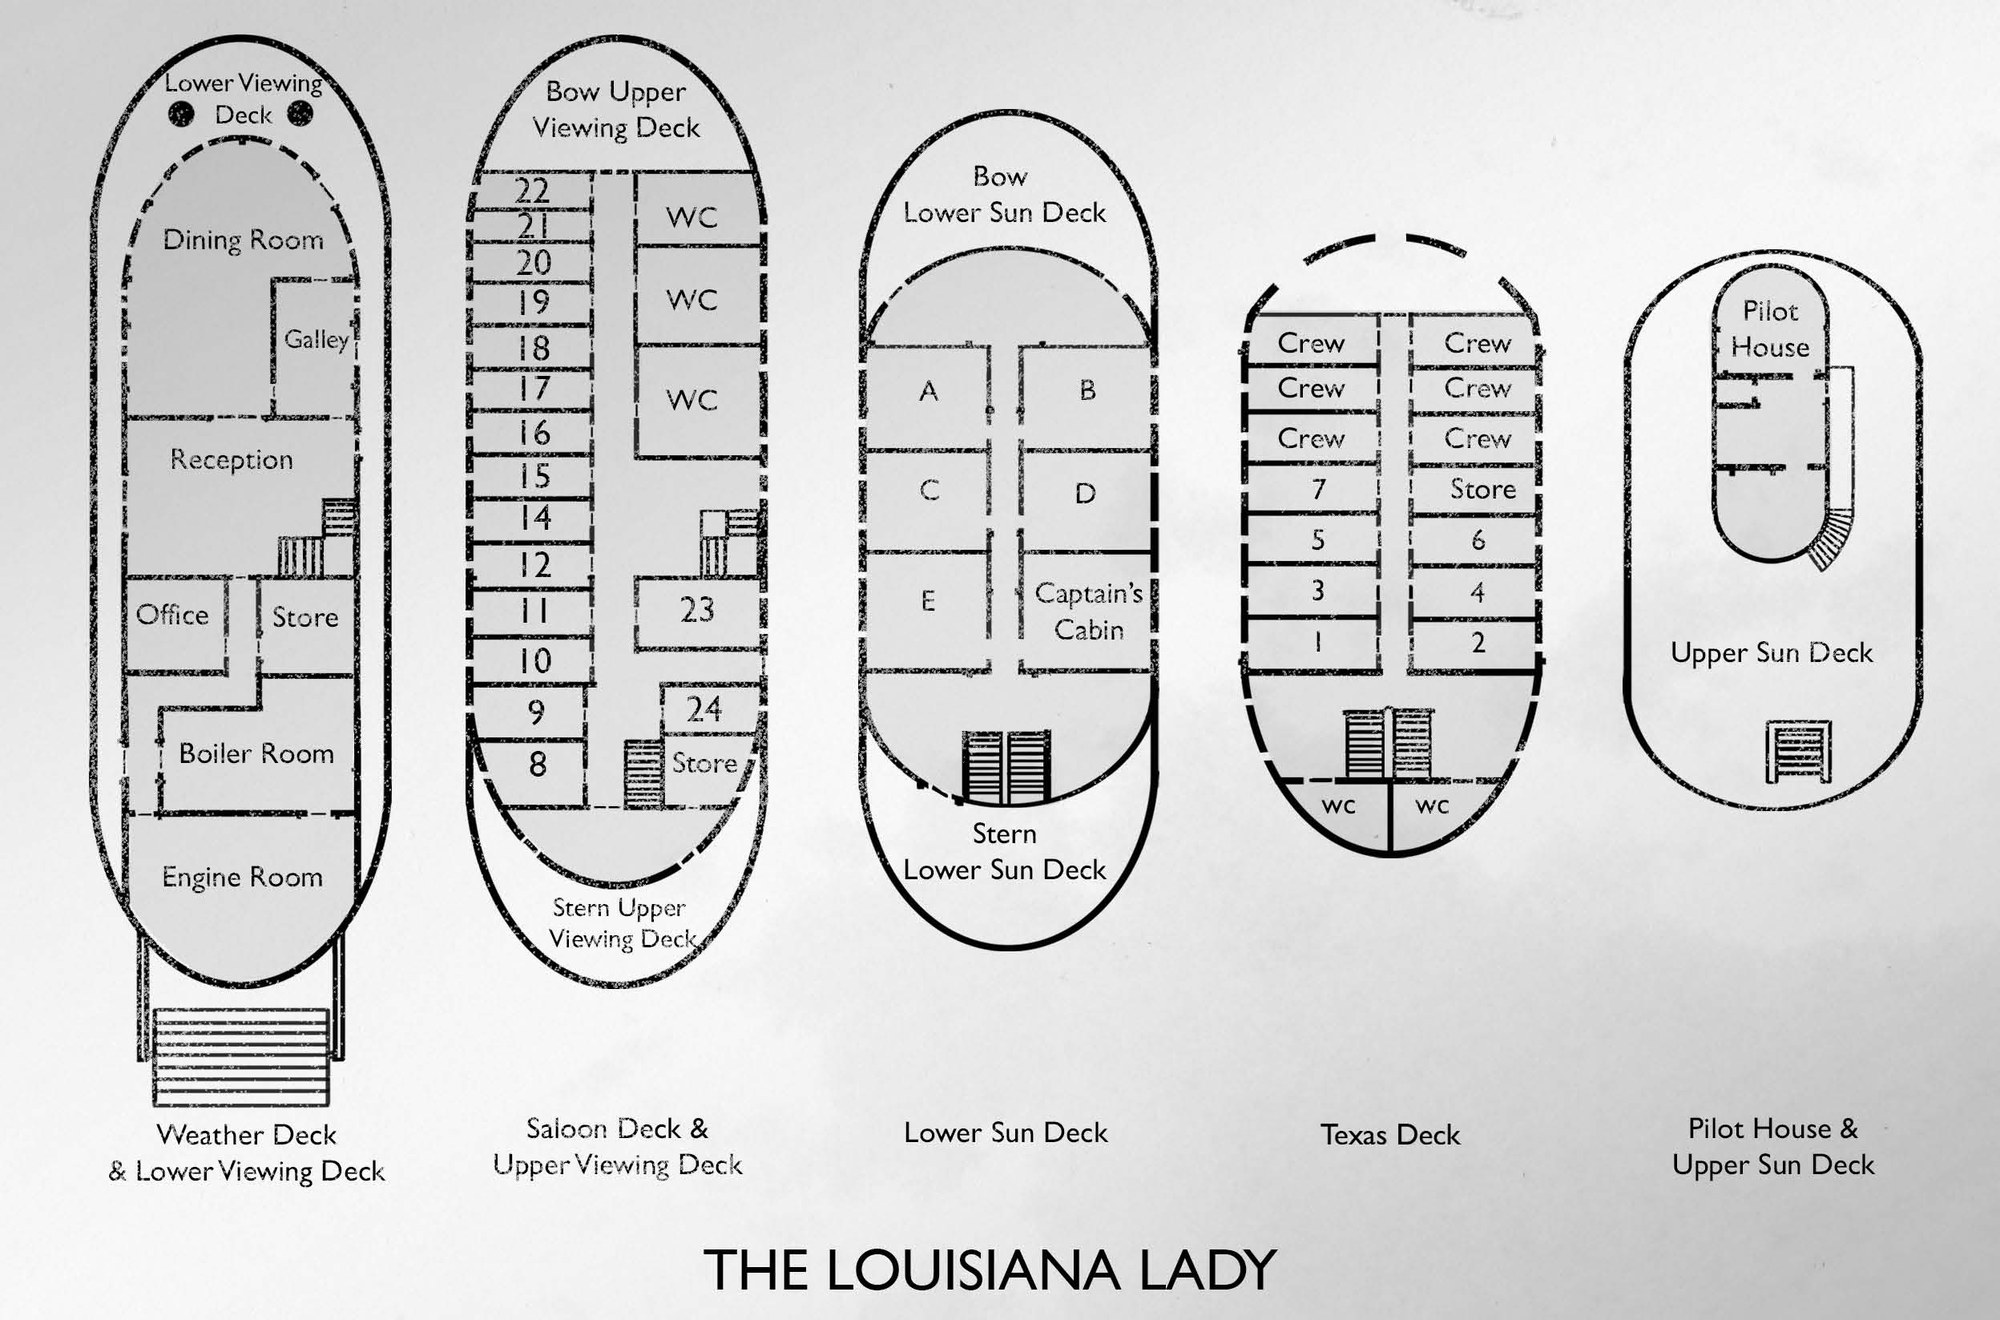 Lower Viewing
Deck
Dining Room
Galley
Reception
Office
Store
Boiler Room
Engine Room
Weather Deck
& Lower Viewing Deck
Bow Upper
Viewing Deck
22
21
20
19
18
17
16
15
14
12
11
10
9
8
WC
WC
WC
23
24
Store
Stern Upper
Viewing Deck
Saloon Deck &
Upper Viewing Deck
Bow
Lower Sun Deck
A
B
C
D
E
Captain's
Cabin
Stern
Lower Sun Deck
Lower Sun Deck
Crew
Crew
Crew
Crew
Crew
Crew
7
Store
5
6
3
4
1
2
WC
WC
Texas Deck
Pilot
House
Upper Sun Deck
Pilot House &
Upper Sun Deck
THE LOUISIANA LADY